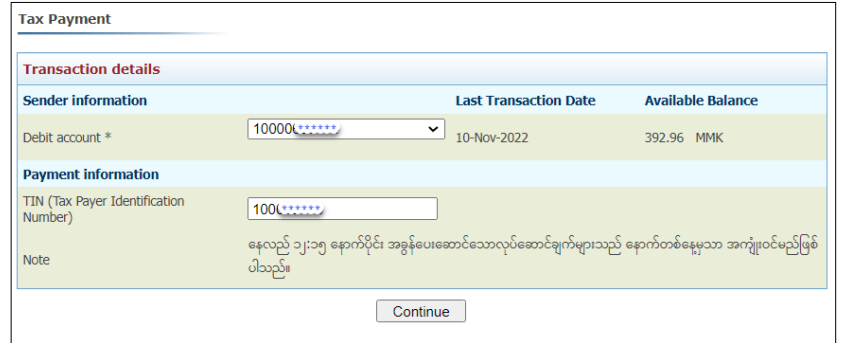 Tax Payment
Transaction details
Sender information Last Transaction Date Available Balance
Debit account * 10000 ****** 10-Nov-2022 392.96 MMK
Payment information
TIN (Tax Payer Identification
Number) 100 ******
Note နေလည် ၁၂:၁၅ နောက်ပိုင်း အခွန်ပေးဆောင်သောလုပ်ဆောင်ချက်များသည် နောက်တစ်နေ့မှသာ အကျုံးဝင်မည်ဖြစ်
ပါသည်။
Continue